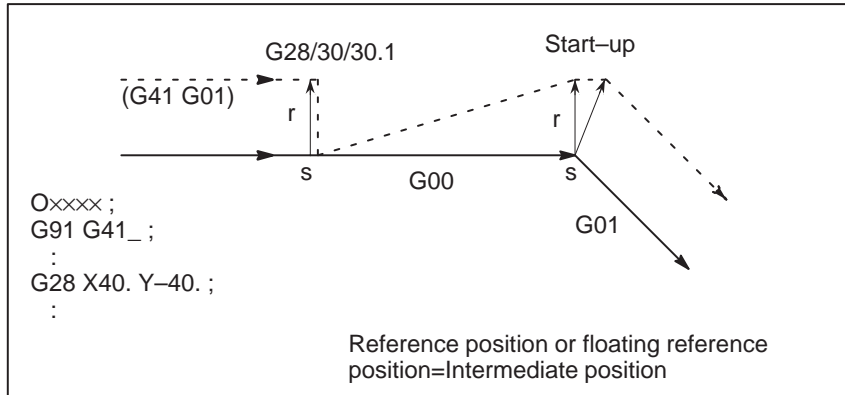 G28/30/30.1
Start–up
(G41 G01)
r
r
s
G00
s
G01
O×××× ;
G91 G41_ ;
:
G28 X40. Y–40. ;
:
Reference position or floating reference
position=Intermediate position